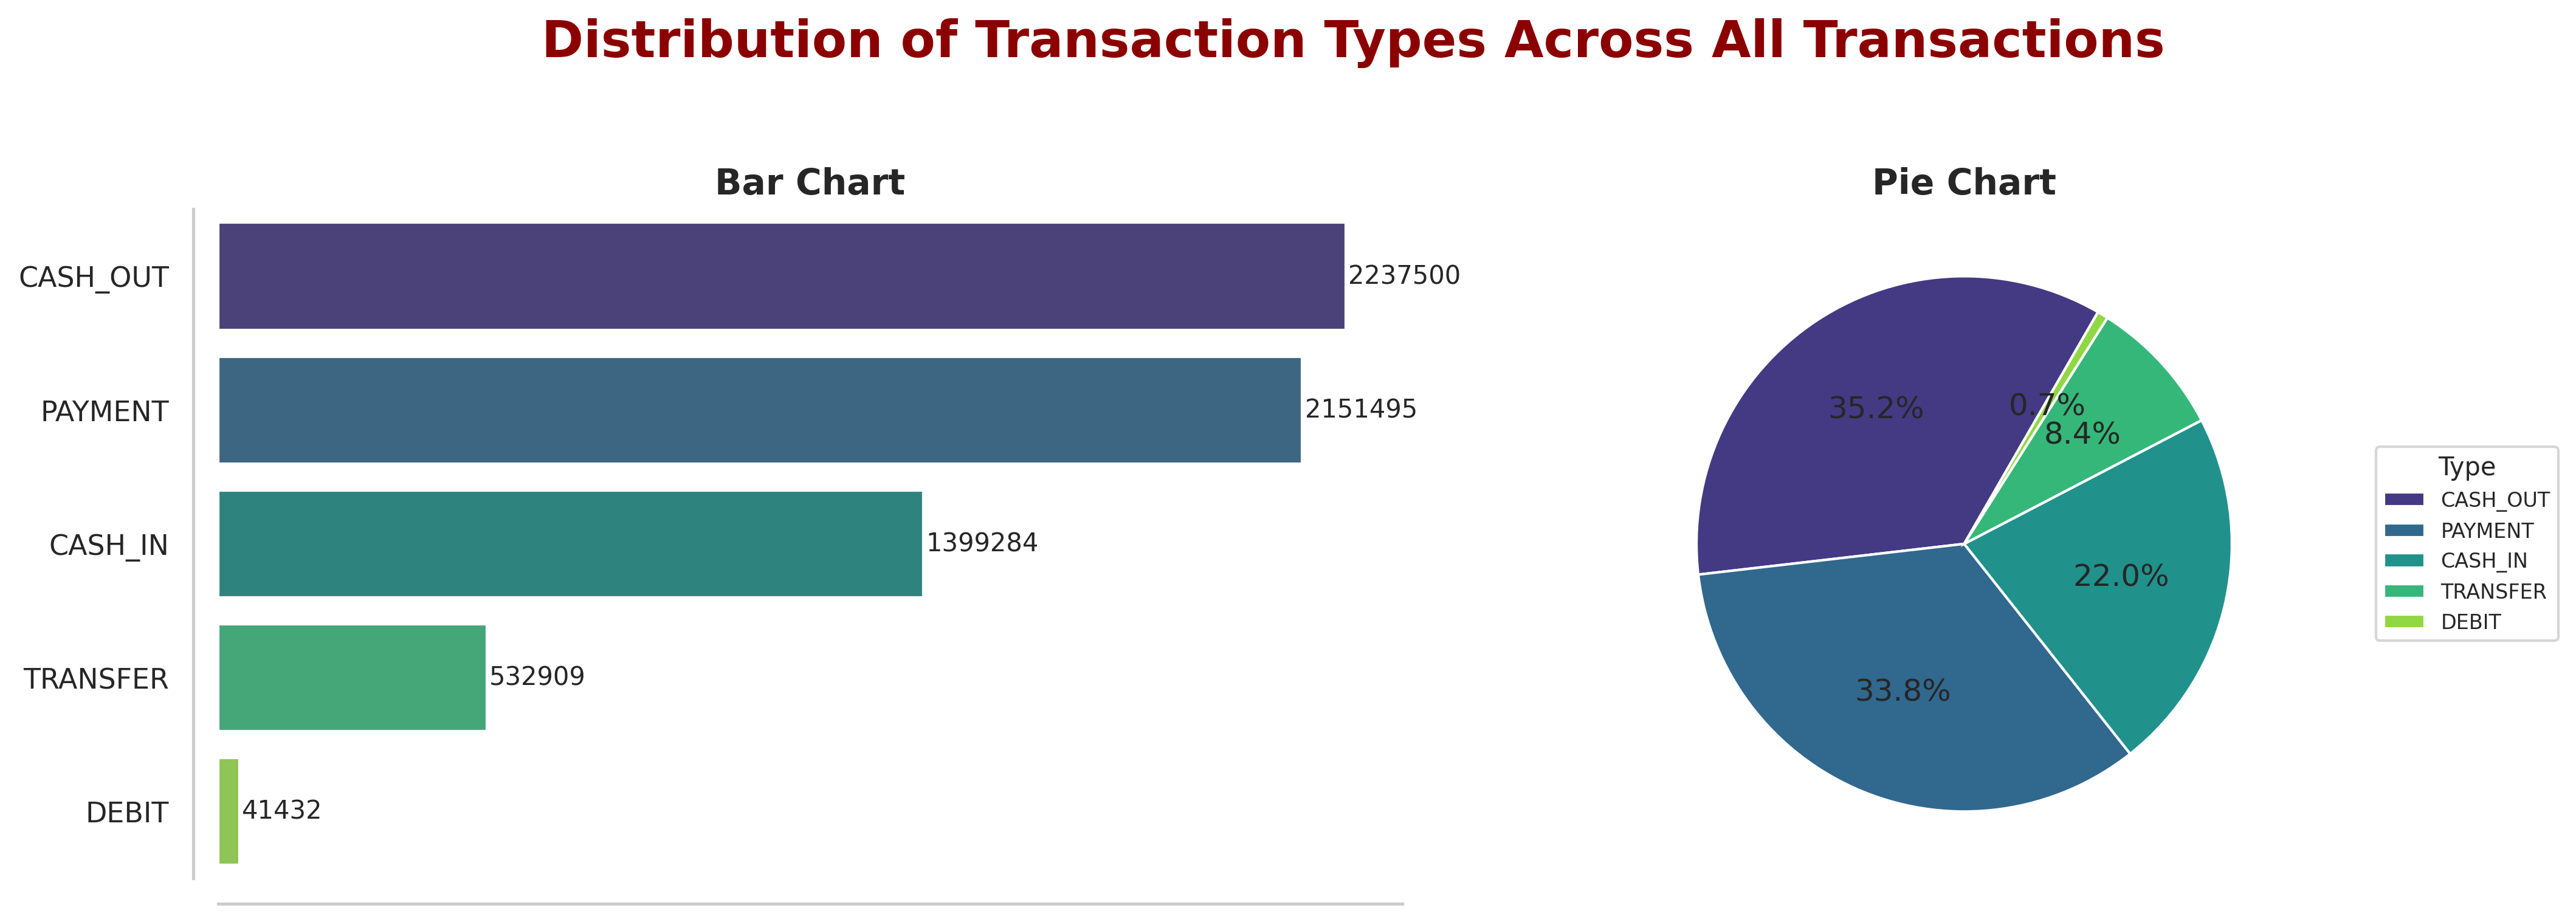 Distribution of Transaction Types Across All Transactions
Bar Chart
CASH_OUT
2237500
PAYMENT
2151495
CASH_IN
1399284
TRANSFER
532909
DEBIT
41432
Pie Chart
35.2%
0.7%
8.4%
22.0%
33.8%
Type
CASH_OUT
PAYMENT
CASH_IN
TRANSFER
DEBIT